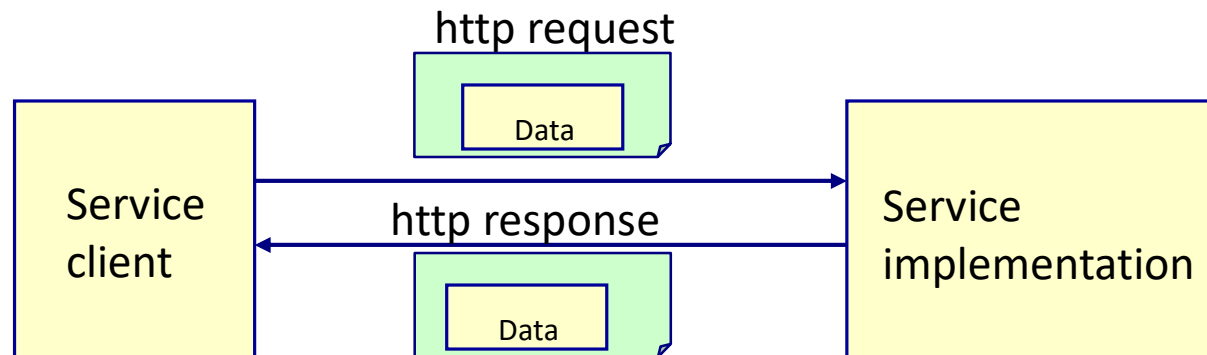 http request
Data
Service
client
http response
Service
implementation
Data